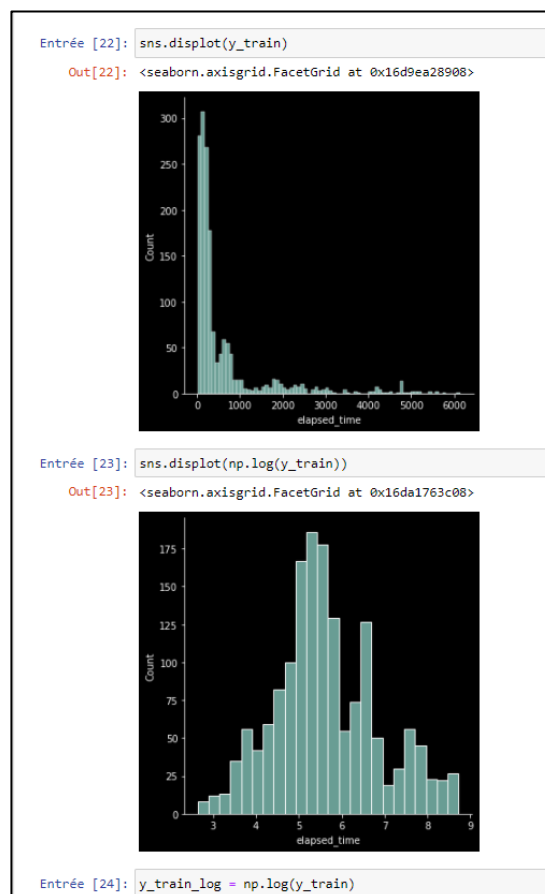 Entrée [22]: sns.displot(y_train)
Out[22]: <seaborn.axisgrid.FacetGrid at 0x16d9ea28908>
300
250
200
150
100
50
0
Count
0 1000 2000 3000 4000 5000 6000
elapsed_time
Entrée [23]: sns.displot(np.log(y_train))
Out[23]: <seaborn.axisgrid.FacetGrid at 0x16da1763c08>
175
150
125
100
75
50
25
0
Count
3 4 5 6 7 8 9
elapsed_time
Entrée [24]: y_train_log = np.log(y_train)